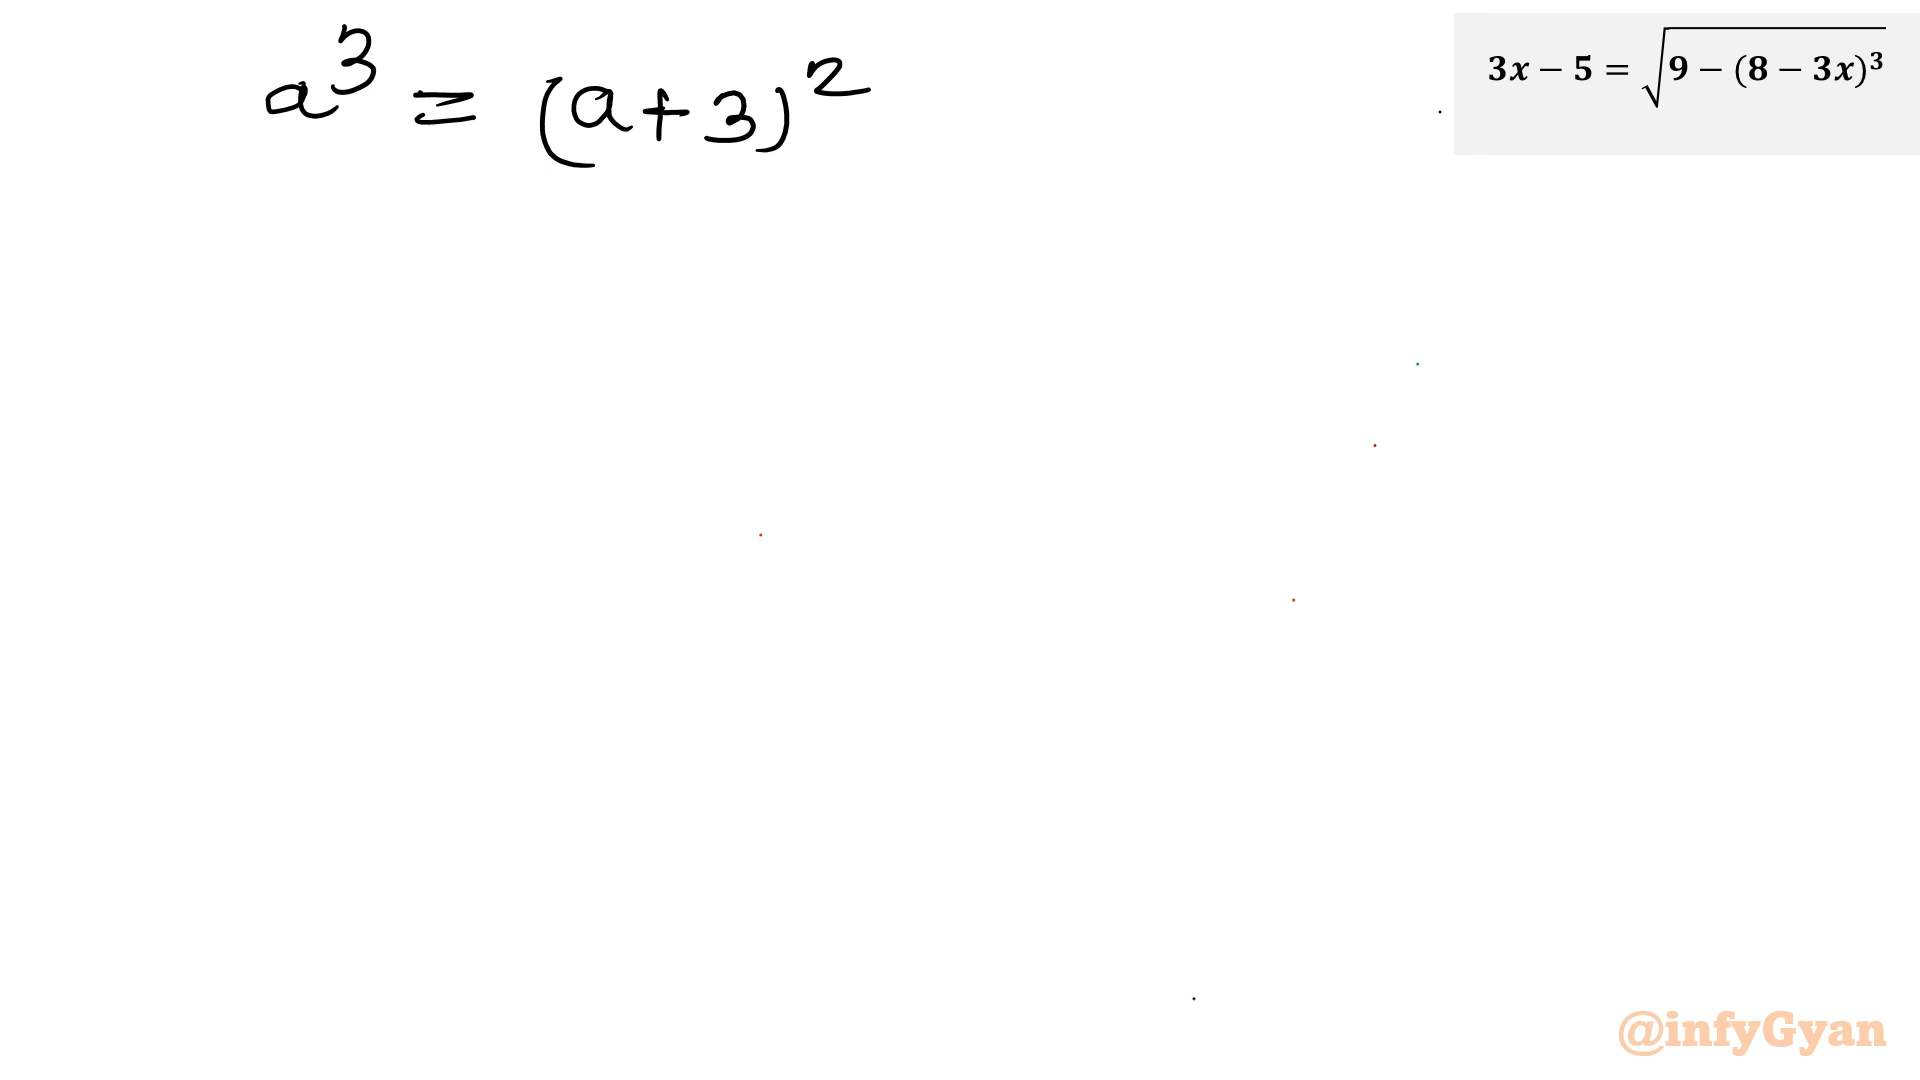 a³ = (a+3)²
3x − 5 = √(9 − (8 − 3x)³)
@infyGyan